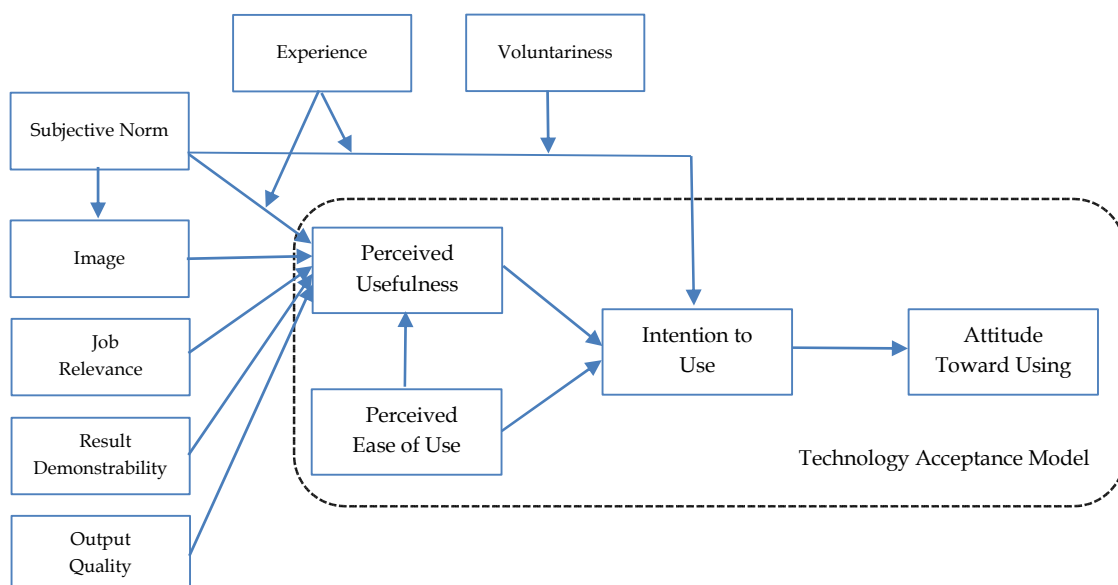 Experience
Voluntariness
Subjective Norm
Image
Perceived
Usefulness
Job
Relevance
Intention to
Use
Attitude
Toward Using
Perceived
Ease of Use
Result
Demonstrability
Technology Acceptance Model
Output
Quality